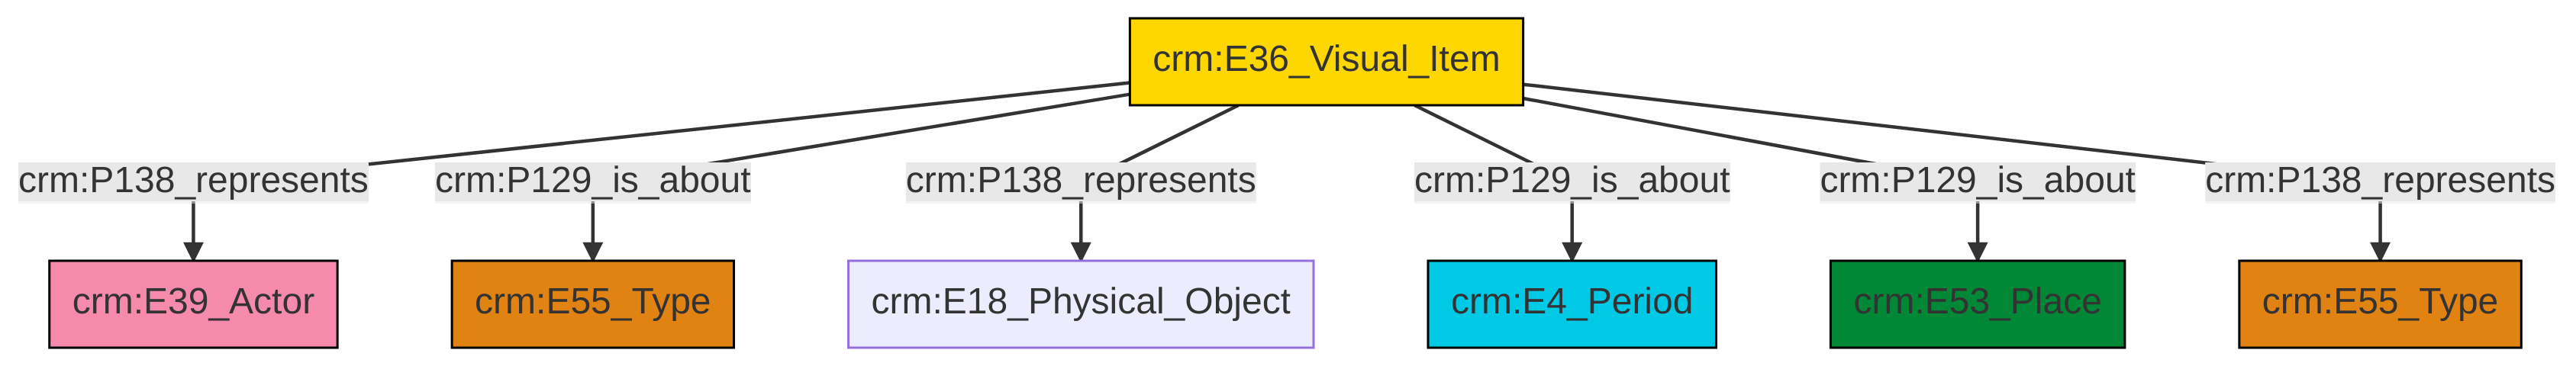 crm:E36_Visual_Item
crm:P138_represents
crm:P129_is_about
crm:P138_represents
crm:P129_is_about
crm:P129_is_about
crm:P138_represents
crm:E39_Actor
crm:E55_Type
crm:E18_Physical_Object
crm:E4_Period
crm:E53_Place
crm:E55_Type